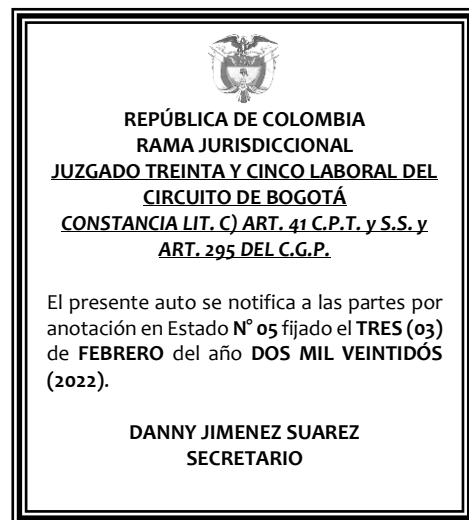 REPÚBLICA DE COLOMBIA
RAMA JURISDICCIONAL
JUZGADO TREINTA Y CINCO LABORAL DEL
CIRCUITO DE BOGOTÁ
CONSTANCIA LIT. C) ART. 41 C.P.T. y S.S. y
ART. 295 DEL C.G.P.
El presente auto se notifica a las partes por
anotación en Estado N° 05 fijado el TRES (03)
de FEBRERO del año DOS MIL VEINTIDÓS
(2022).
DANNY JIMENEZ SUAREZ
SECRETARIO